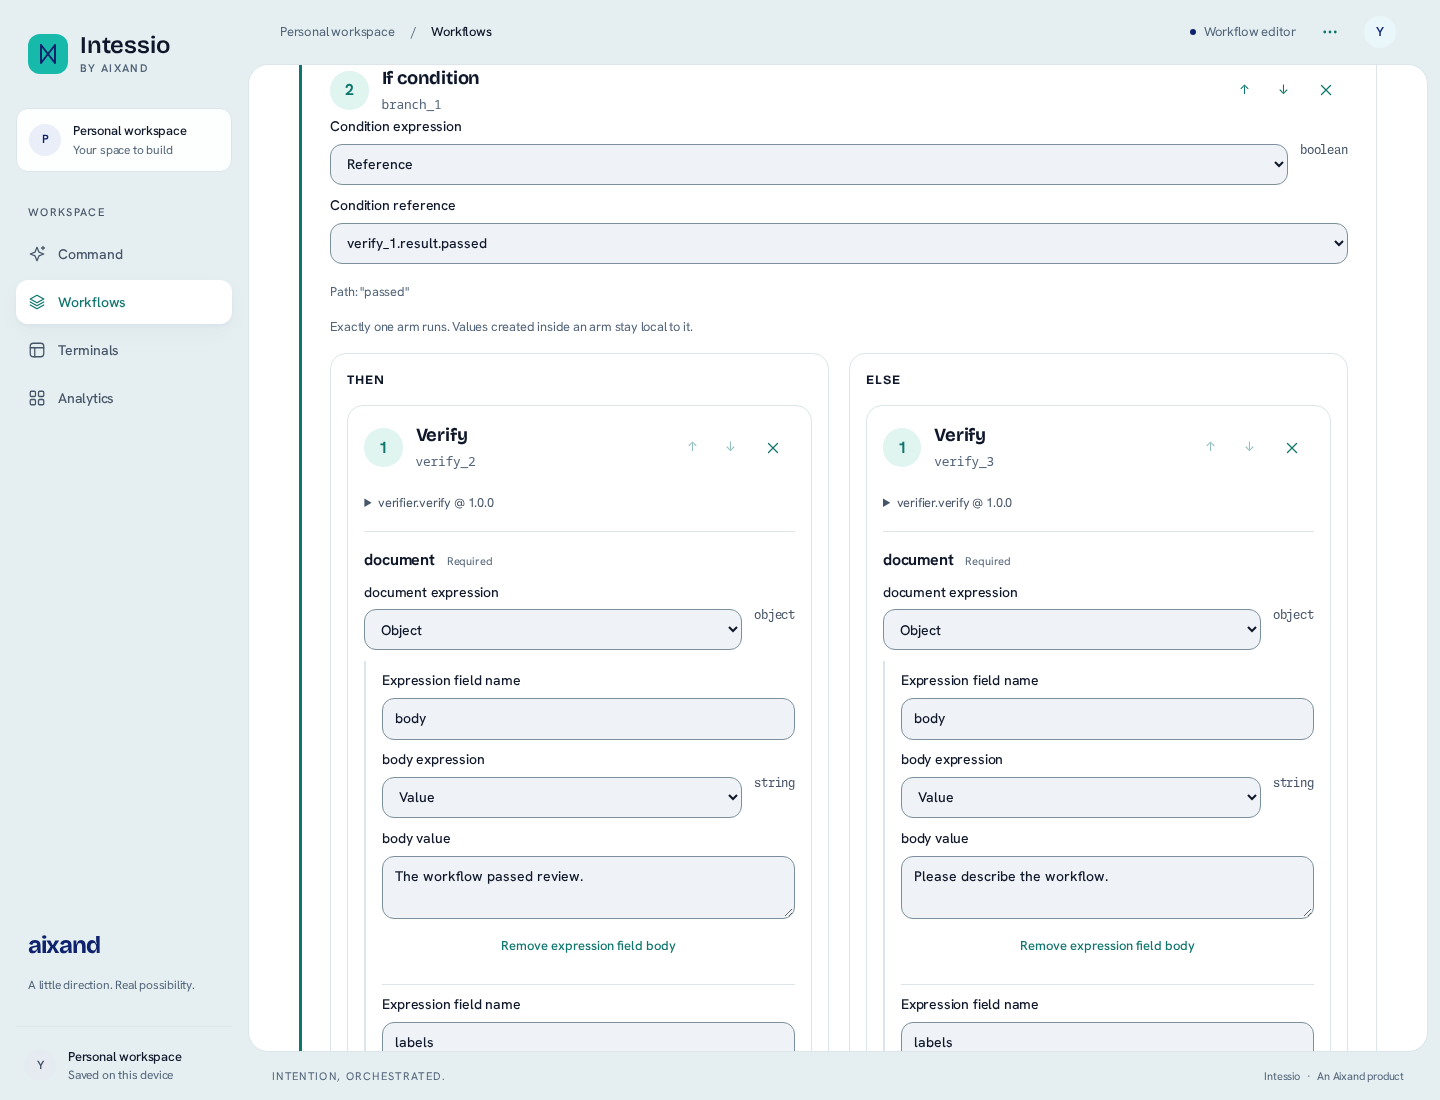 Intessio
BY AIXAND
Personal workspace / Workflows
Workflow editor
Y
P
Personal workspace
Your space to build
WORKSPACE
Command
Workflows
Terminals
Analytics
aixand
A little direction. Real possibility.
Y
Personal workspace
Saved on this device
2
If condition
branch_1
Condition expression
Reference
boolean
Condition reference
verify_1.result.passed
Path: "passed"
Exactly one arm runs. Values created inside an arm stay local to it.
THEN
1
Verify
verify_2
verifier.verify @ 1.0.0
document Required
document expression
Object
object
Expression field name
body
body expression
Value
string
body value
The workflow passed review.
Remove expression field body
Expression field name
labels
ELSE
1
Verify
verify_3
verifier.verify @ 1.0.0
document Required
document expression
Object
object
Expression field name
body
body expression
Value
string
body value
Please describe the workflow.
Remove expression field body
Expression field name
labels
INTENTION, ORCHESTRATED.
Intessio · An Aixand product